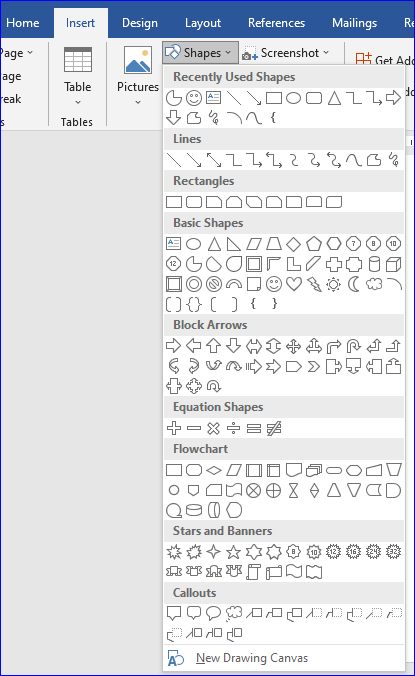 Home Insert Design Layout References Mailings Re
Page Shapes Screenshot Get Add
age Table Pictures
reak
s Tables
Recently Used Shapes
Lines
Rectangles
Basic Shapes
Block Arrows
Equation Shapes
Flowchart
Stars and Banners
Callouts
New Drawing Canvas